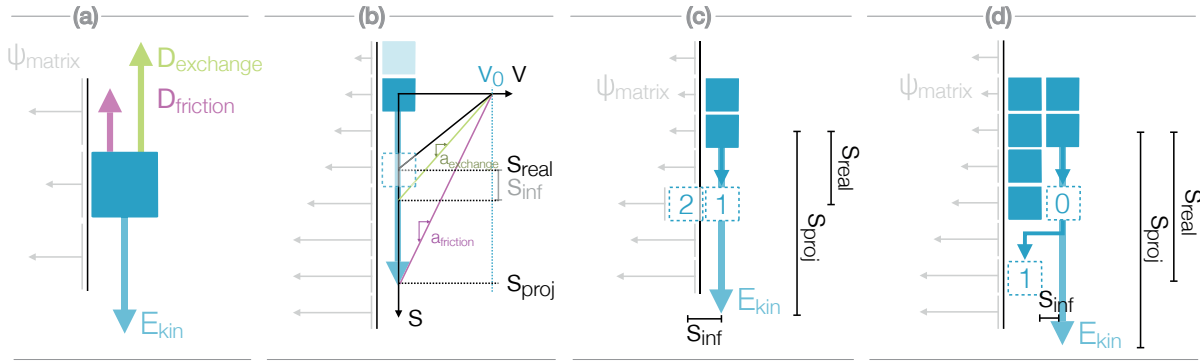 (a)
ψmatrix
Dexchange
Dfriction
Ekin
(b)
V0 V
aexchange
Sreal
Sinf
afriction
Sproj
S
(c)
ψmatrix
2 1
Sreal
Sproj
Ekin
Sinf
(d)
ψmatrix
0
1
Sreal
Sproj
Sinf
Ekin